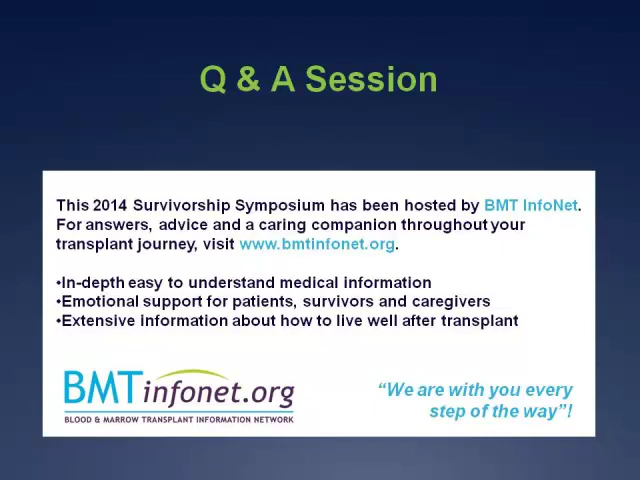 Q & A Session
This 2014 Survivorship Symposium has been hosted by BMT InfoNet.
For answers, advice and a caring companion throughout your
transplant journey, visit www.bmtinfonet.org.
•In-depth easy to understand medical information
•Emotional support for patients, survivors and caregivers
•Extensive information about how to live well after transplant
BMTinfonet.org
BLOOD & MARROW TRANSPLANT INFORMATION NETWORK
“We are with you every
step of the way”!